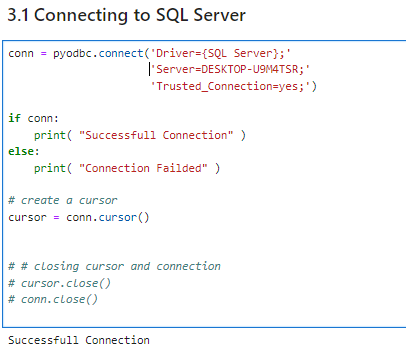 3.1 Connecting to SQL Server
conn = pyodbc.connect('Driver={SQL Server};'
'Server=DESKTOP-U9M4TSR;'
'Trusted_Connection=yes;')
if conn:
print( "Successfull Connection" )
else:
print( "Connection Failded" )
# create a cursor
cursor = conn.cursor()
# # closing cursor and connection
# cursor.close()
# conn.close()
Successfull Connection